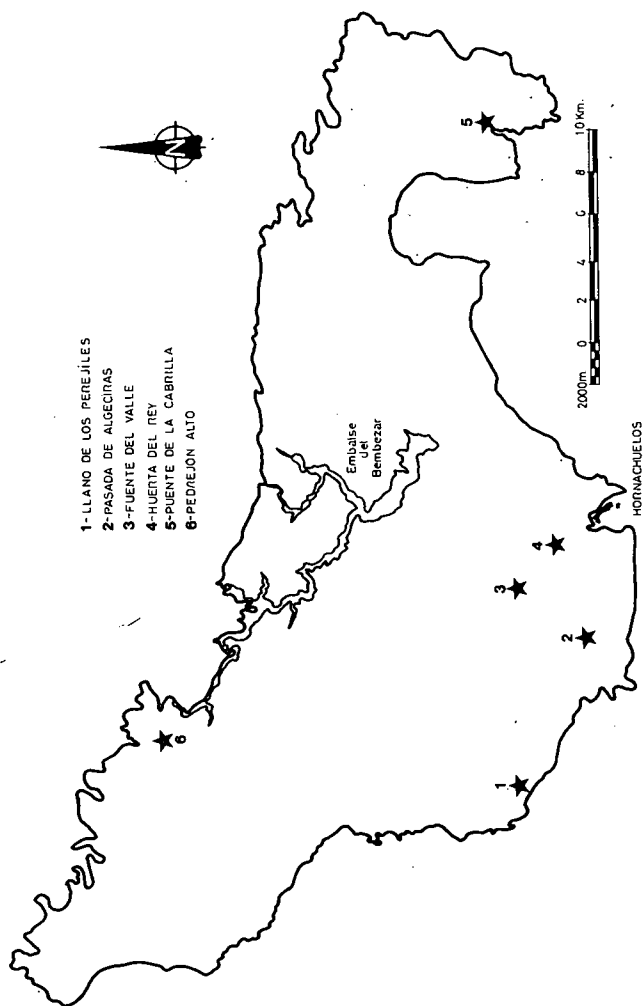 N
1-LLANO DE LOS PEREJILES
2-PASADA DE ALGECIRAS
3-FUENTE DEL VALLE
4-HUERTA DEL REY
5-PUENTE DE LA CABRILLA
6-PEDREJON ALTO
Embalse
del
Bembezar
6
5
1
2
3
4
HORNACHUELOS
2000m 0 2 4 6 8 10 Km.